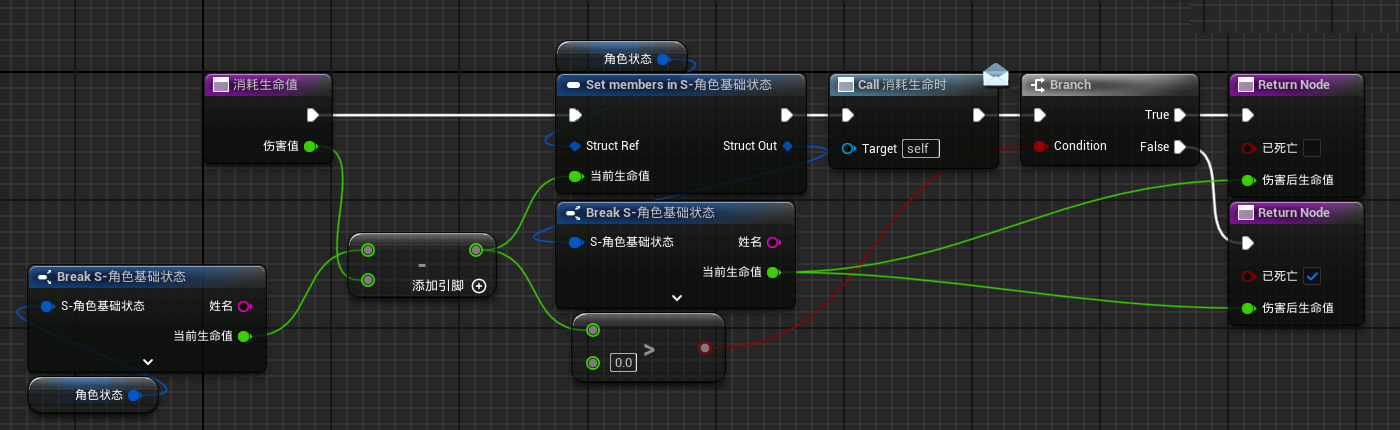 角色状态
消耗生命值
伤害值
Set members in S-角色基础状态
Struct Ref
Struct Out
当前生命值
Call 消耗生命时
Target
self
Branch
True
Condition
False
Return Node
已死亡
伤害后生命值
Return Node
已死亡
伤害后生命值
Break S-角色基础状态
S-角色基础状态
姓名
当前生命值
-
添加引脚
>
0.0
Break S-角色基础状态
S-角色基础状态
姓名
当前生命值
角色状态